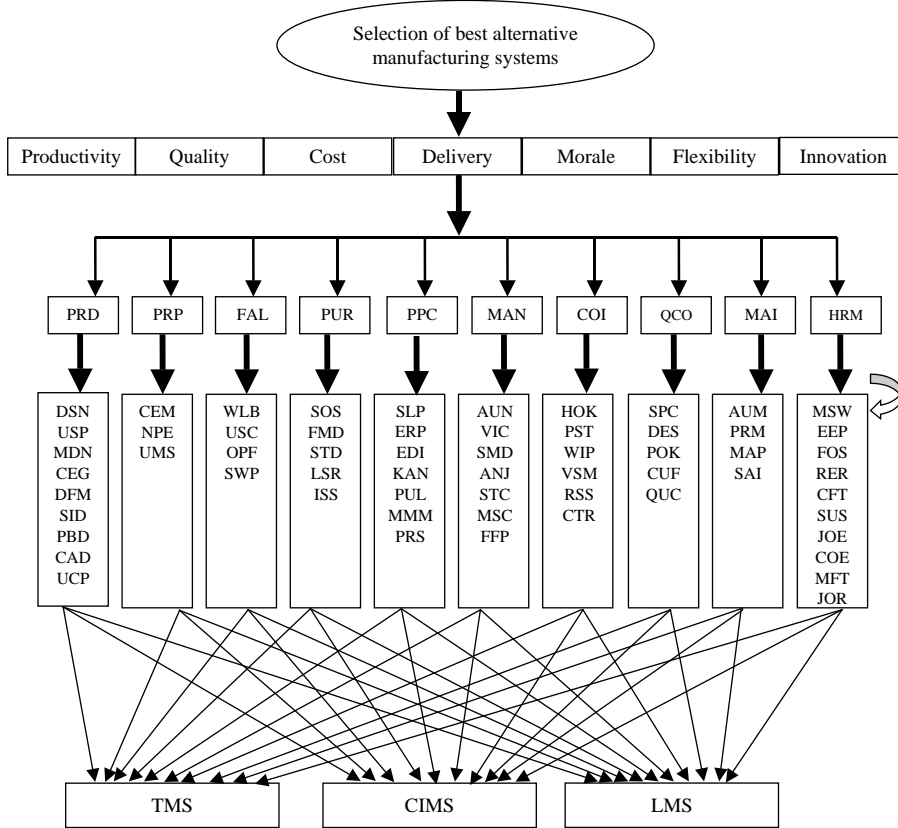 Selection of best alternative
manufacturing systems
Productivity Quality Cost Delivery Morale Flexibility Innovation
PRD PRP FAL PUR PPC MAN COI QCO MAI HRM
DSN
USP
MDN
CEG
DFM
SID
PBD
CAD
UCP
CEM
NPE
UMS
WLB
USC
OPF
SWP
SOS
FMD
STD
LSR
ISS
SLP
ERP
EDI
KAN
PUL
MMM
PRS
AUN
VIC
SMD
ANJ
STC
MSC
FFP
HOK
PST
WIP
VSM
RSS
CTR
SPC
DES
POK
CUF
QUC
AUM
PRM
MAP
SAI
MSW
EEP
FOS
RER
CFT
SUS
JOE
COE
MFT
JOR
TMS CIMS LMS